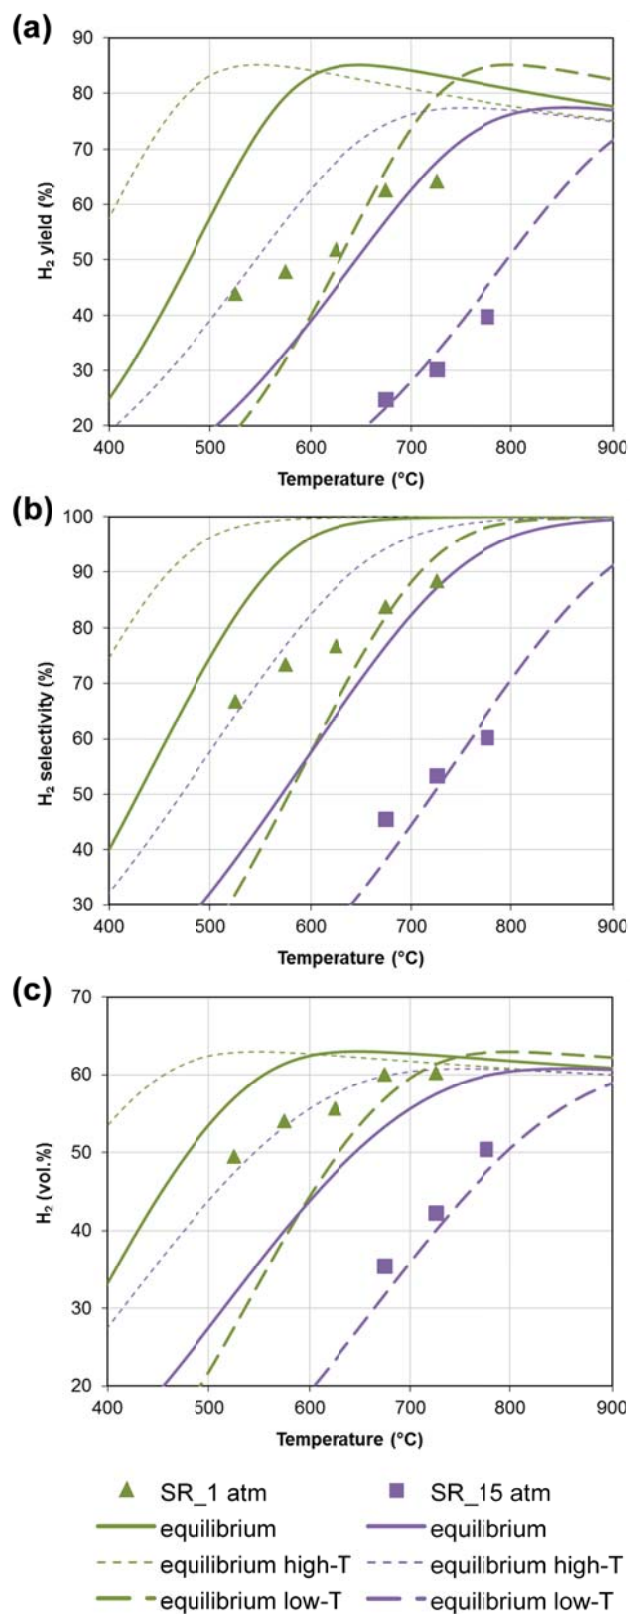 (a)
90
80
70
60
50
40
30
20
H₂ yield (%)
400 500 600 700 800 900
Temperature (°C)
(b)
100
90
80
70
60
50
40
30
H₂ selectivity (%)
400 500 600 700 800 900
Temperature (°C)
(c)
70
60
50
40
30
20
H₂ (vol.%)
400 500 600 700 800 900
Temperature (°C)
SR_1 atm SR_15 atm
equilibrium equilibrium
equilibrium high-T equilibrium high-T
equilibrium low-T equilibrium low-T